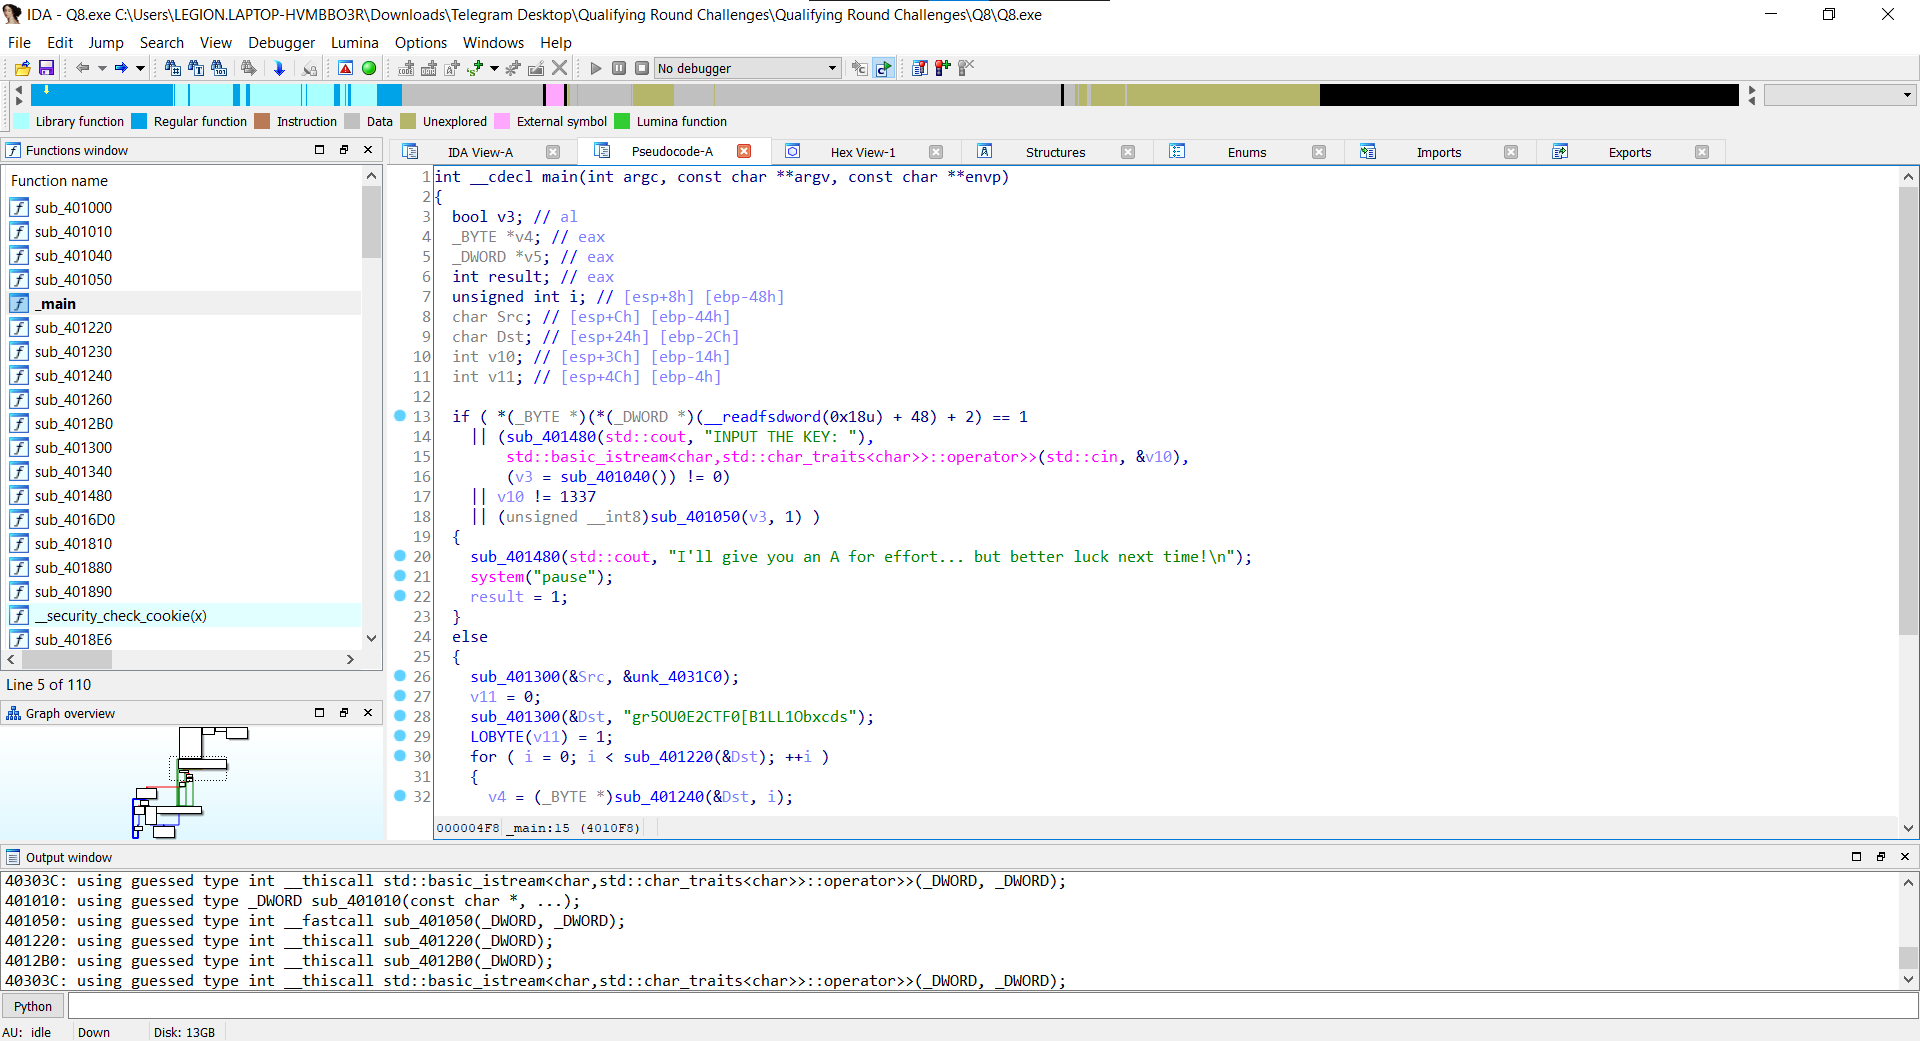 IDA - Q8.exe C:\Users\LEGION.LAPTOP-HVMBBO3R\Downloads\Telegram Desktop\Qualifying Round Challenges\Qualifying Round Challenges\Q8\Q8.exe
File Edit Jump Search View Debugger Lumina Options Windows Help
No debugger
Library function Regular function Instruction Data Unexplored External symbol Lumina function
Functions window
IDA View-A Pseudocode-A Hex View-1 Structures Enums Imports Exports
Function name
sub_401000
sub_401010
sub_401040
sub_401050
_main
sub_401220
sub_401230
sub_401240
sub_401260
sub_4012B0
sub_401300
sub_401340
sub_401480
sub_4016D0
sub_401810
sub_401880
sub_401890
__security_check_cookie(x)
sub_4018E6
Line 5 of 110
Graph overview
1 int __cdecl main(int argc, const char **argv, const char **envp)
2 {
3 bool v3; // al
4 _BYTE *v4; // eax
5 _DWORD *v5; // eax
6 int result; // eax
7 unsigned int i; // [esp+8h] [ebp-48h]
8 char Src; // [esp+Ch] [ebp-44h]
9 char Dst; // [esp+24h] [ebp-2Ch]
10 int v10; // [esp+3Ch] [ebp-14h]
11 int v11; // [esp+4Ch] [ebp-4h]
12
13 if ( *(_BYTE *)(*(_DWORD *)(__readfsdword(0x18u) + 48) + 2) == 1
14 || (sub_401480(std::cout, "INPUT THE KEY: "),
15 std::basic_istream<char,std::char_traits<char>>::operator>>(std::cin, &v10),
16 (v3 = sub_401040()) != 0)
17 || v10 != 1337
18 || (unsigned __int8)sub_401050(v3, 1) )
19 {
20 sub_401480(std::cout, "I'll give you an A for effort... but better luck next time!\n");
21 system("pause");
22 result = 1;
23 }
24 else
25 {
26 sub_401300(&Src, &unk_4031C0);
27 v11 = 0;
28 sub_401300(&Dst, "gr5OU0E2CTF0[B1LL1Obxcds");
29 LOBYTE(v11) = 1;
30 for ( i = 0; i < sub_401220(&Dst); ++i )
31 {
32 v4 = (_BYTE *)sub_401240(&Dst, i);
000004F8 _main:15 (4010F8)
Output window
40303C: using guessed type int __thiscall std::basic_istream<char,std::char_traits<char>>::operator>>(_DWORD, _DWORD);
401010: using guessed type _DWORD sub_401010(const char *, ...);
401050: using guessed type int __fastcall sub_401050(_DWORD, _DWORD);
401220: using guessed type int __thiscall sub_401220(_DWORD);
4012B0: using guessed type int __thiscall sub_4012B0(_DWORD);
40303C: using guessed type int __thiscall std::basic_istream<char,std::char_traits<char>>::operator>>(_DWORD, _DWORD);
Python
AU: idle Down Disk: 13GB